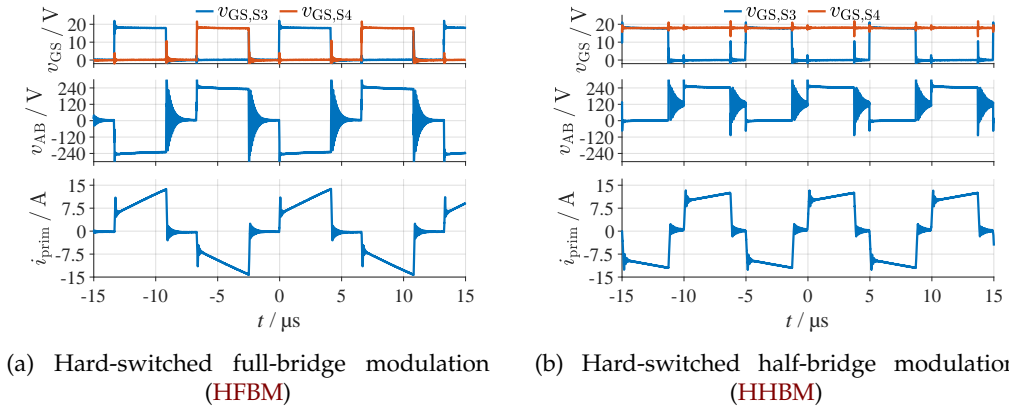 v_GS,S3 v_GS,S4
20
10
0
v_GS / V
240
120
0
-120
-240
v_AB / V
15
7.5
0
-7.5
-15
i_prim / A
-15 -10 -5 0 5 10 15
t / μs
(a) Hard-switched full-bridge modulation
(HFBM)
v_GS,S3 v_GS,S4
20
10
0
v_GS / V
240
120
0
-120
-240
v_AB / V
15
7.5
0
-7.5
-15
i_prim / A
-15 -10 -5 0 5 10 15
t / μs
(b) Hard-switched half-bridge modulation
(HHBM)